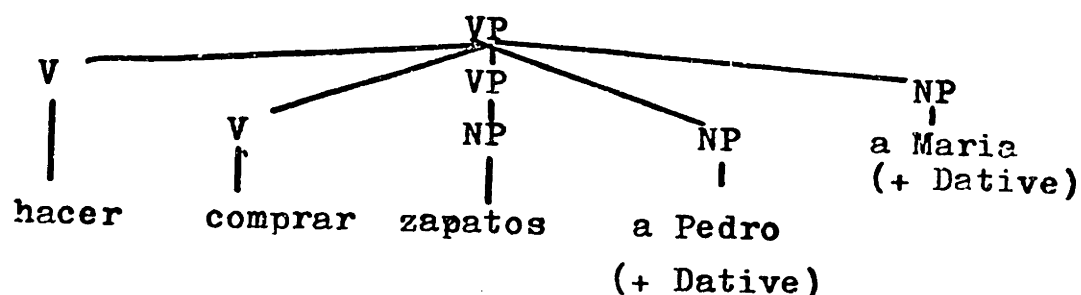 VP
V VP NP
V NP NP a Maria
(+ Dative)
hacer comprar zapatos a Pedro
(+ Dative)